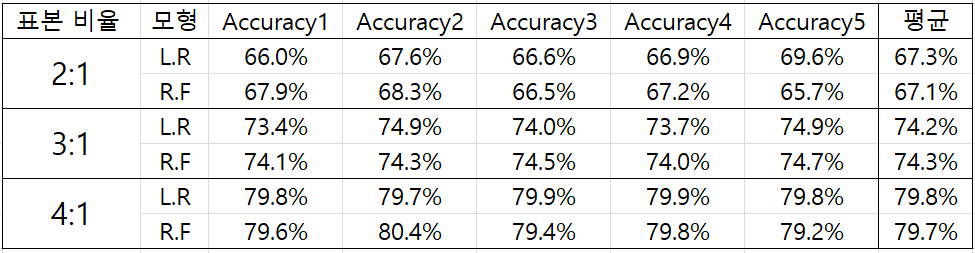 표본 비율 모형 Accuracy1 Accuracy2 Accuracy3 Accuracy4 Accuracy5 평균
2:1 L.R 66.0% 67.6% 66.6% 66.9% 69.6% 67.3%
R.F 67.9% 68.3% 66.5% 67.2% 65.7% 67.1%
3:1 L.R 73.4% 74.9% 74.0% 73.7% 74.9% 74.2%
R.F 74.1% 74.3% 74.5% 74.0% 74.7% 74.3%
4:1 L.R 79.8% 79.7% 79.9% 79.9% 79.8% 79.8%
R.F 79.6% 80.4% 79.4% 79.8% 79.2% 79.7%